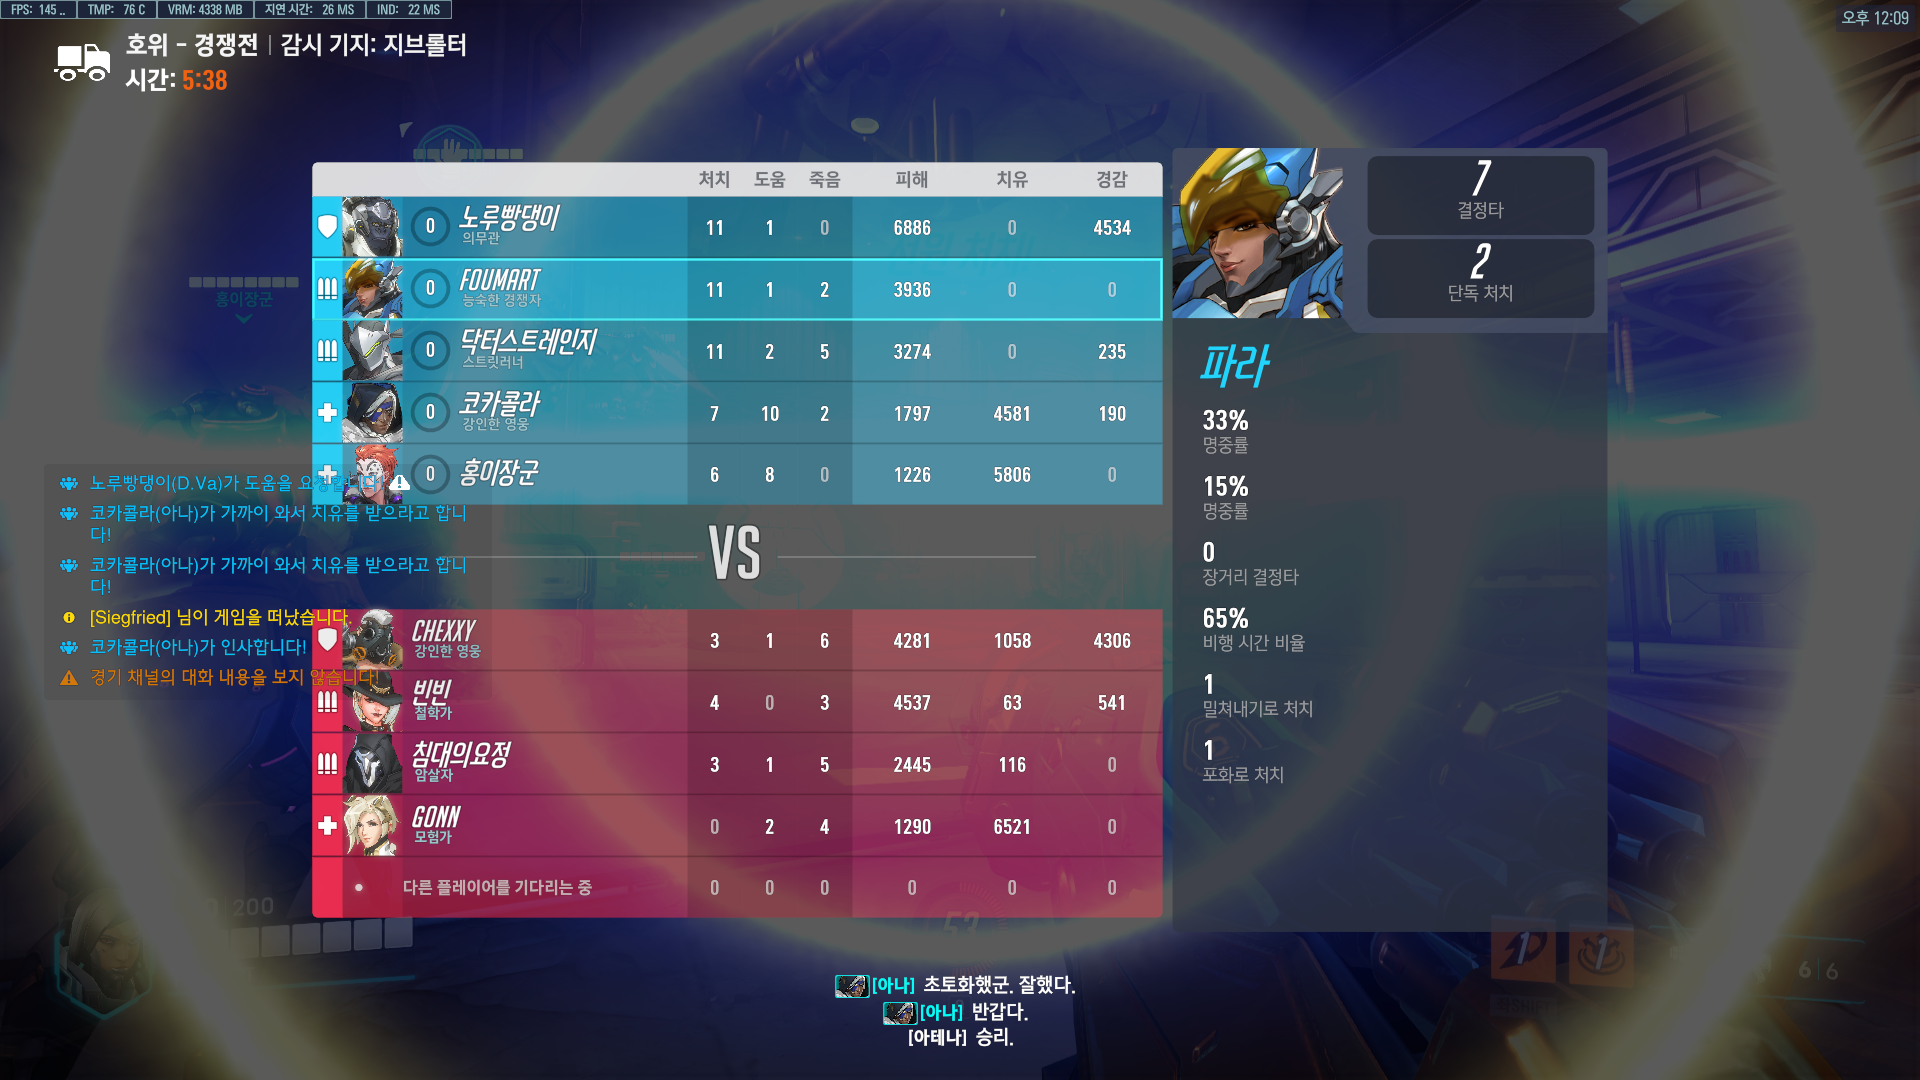 FPS: 145 .. TMP: 76 C VRM: 4338 MB 지연 시간: 26 MS IND: 22 MS
오후 12:09
호위 - 경쟁전 | 감시 기지: 지브롤터
시간: 5:38
처치 도움 죽음 피해 치유 경감
0 노루빵댕이 11 1 0 6886 0 4534
의무관
0 FOUMART 11 1 2 3936 0 0
능숙한 경쟁자
0 닥터스트레인지 11 2 5 3274 0 235
스트릿러너
0 코카콜라 7 10 2 1797 4581 190
강인한 영웅
0 홍이장군 6 8 0 1226 5806
VS
CHEXXY 3 1 6 4281 1058 4306
강인한 영웅
빈빈 4 0 3 4537 63 541
철학가
침대의요정 3 1 5 2445 116 0
암살자
GONN 0 2 4 1290 6521 0
모험가
다른 플레이어를 기다리는 중 0 0 0 0 0 0
7
결정타
2
단독 처치
파라
33%
명중률
15%
명중률
0
장거리 결정타
65%
비행 시간 비율
1
밀쳐내기로 처치
1
포화로 처치
홍이장군
노루빵댕이(D.Va)가 도움을 요청합니다!
코카콜라(아나)가 가까이 와서 치유를 받으라고 합니
다!
코카콜라(아나)가 가까이 와서 치유를 받으라고 합니
다!
[Siegfried] 님이 게임을 떠났습니다.
코카콜라(아나)가 인사합니다!
경기 채널의 대화 내용을 보지 않습니다!
200
53
1 1
6 | 6
[아나] 초토화했군. 잘했다.
[아나] 반갑다.
[아테나] 승리.